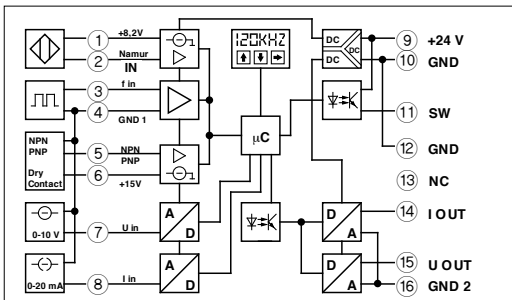 1 +8,2V
2 Namur
IN
3 f in
4 GND 1
NPN
PNP
Dry
Contact
5 NPN
PNP
6 +15V
0-10 V
7 U in
0-20 mA
8 I in
120KHZ
µC
A
D
A
D
DC
DC
DC
D
A
D
A
9 +24 V
10 GND
11 SW
12 GND
13 NC
14 I OUT
15 U OUT
16 GND 2